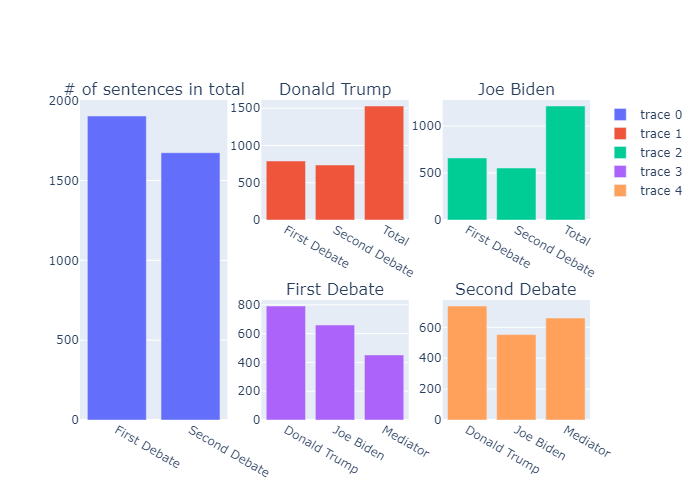 # of sentences in total
2000
1500
1000
500
0
First Debate
Second Debate
Donald Trump
1500
1000
500
0
First Debate
Second Debate
Total
Joe Biden
1000
500
0
First Debate
Second Debate
Total
trace 0
trace 1
trace 2
trace 3
trace 4
First Debate
800
600
400
200
0
Donald Trump
Joe Biden
Mediator
Second Debate
600
400
200
0
Donald Trump
Joe Biden
Mediator